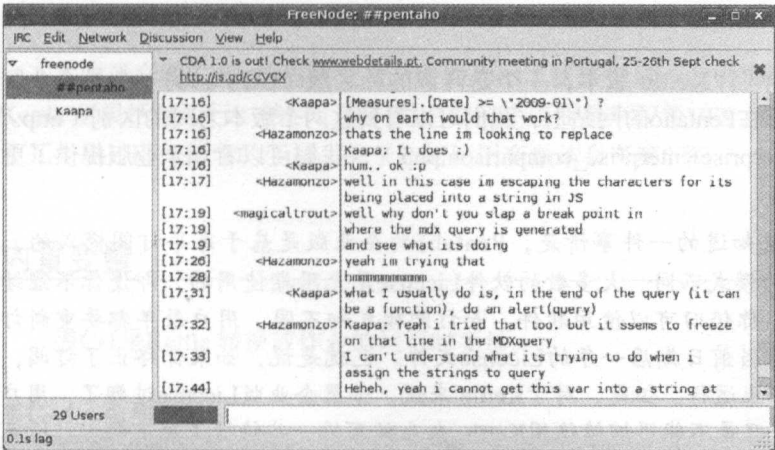 FreeNode: ##pentaho
IRC Edit Network Discussion View Help
freenode
##pentaho
Kaapa
CDA 1.0 is out! Check www.webdetails.pt, Community meeting in Portugal, 25-26th Sept check
http://is.gd/cCVCX
[17:16] <Kaapa> [Measures].[Date] >= \"2009-01\") ?
[17:16] why on earth would that work?
[17:16] <Hazamonzo> thats the line im looking to replace
[17:16] Kaapa: It does :)
[17:16] <Kaapa> hum.. ok :p
[17:17] <Hazamonzo> well in this case im escaping the characters for its
being placed into a string in JS
[17:19] <magicaltrout> well why don't you slap a break point in
[17:19] where the mdx query is generated
[17:19] and see what its doing
[17:26] <Hazamonzo> yeah im trying that
[17:28]
[17:31] <Kaapa> what I usually do is, in the end of the query (it can
be a function), do an alert(query)
[17:32] <Hazamonzo> Kaapa: Yeah I tried that too. but it ssems to freeze
on that line in the MDXquery
[17:33] I can't understand what its trying to do when i
assign the strings to query
[17:44] Heheh, yeah i cannot get this var into a string at
29 Users
0.1s lag